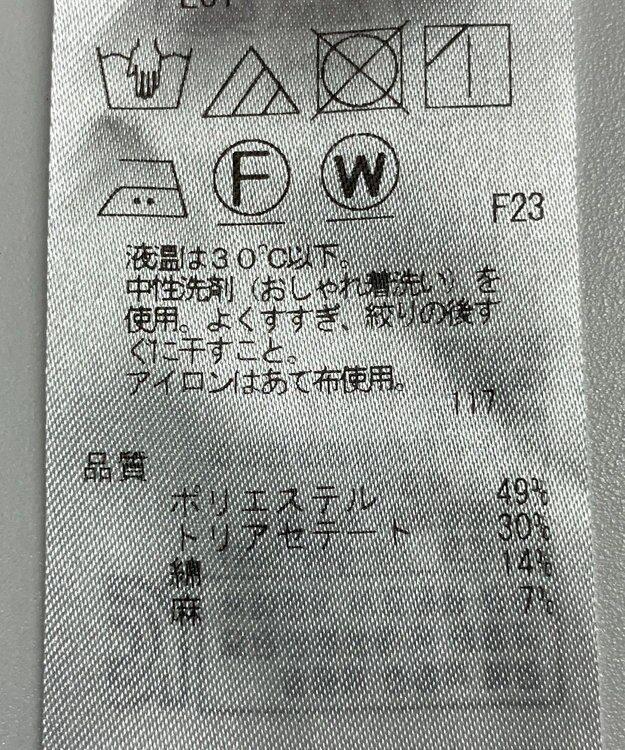 F
W
F23
液温は30℃以下。
中性洗剤（おしゃれ着洗い）を
使用。よくすすぎ、絞りの後す
ぐに干すこと。
アイロンはあて布使用。
117
品質
ポリエステル 49%
トリアセテート 30%
綿 14%
麻 7%